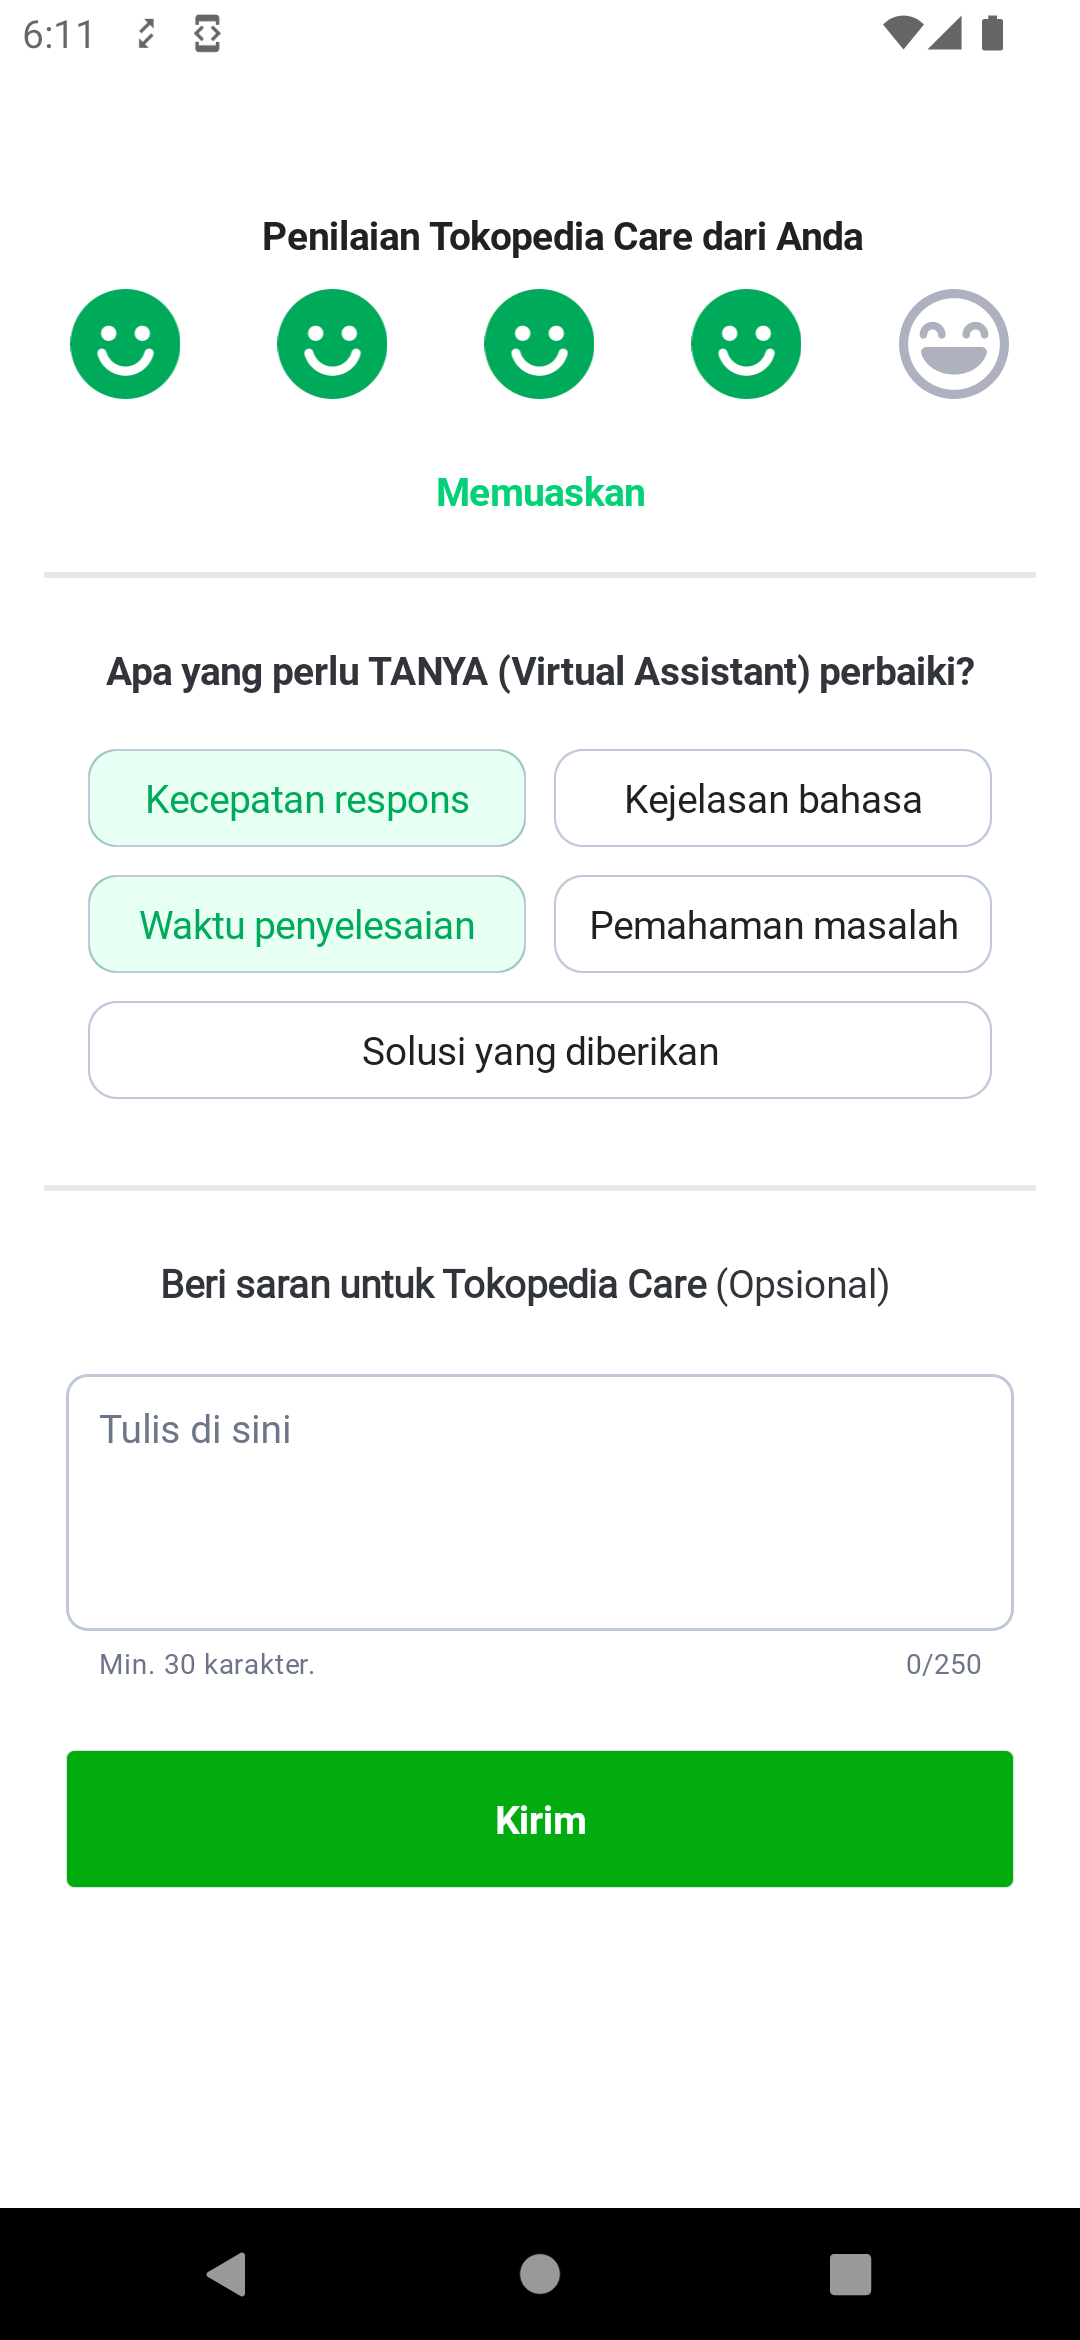 6:11
Penilaian Tokopedia Care dari Anda
Memuaskan
Apa yang perlu TANYA (Virtual Assistant) perbaiki?
Kecepatan respons
Kejelasan bahasa
Waktu penyelesaian
Pemahaman masalah
Solusi yang diberikan
Beri saran untuk Tokopedia Care (Opsional)
Tulis di sini
Min. 30 karakter.
0/250
Kirim